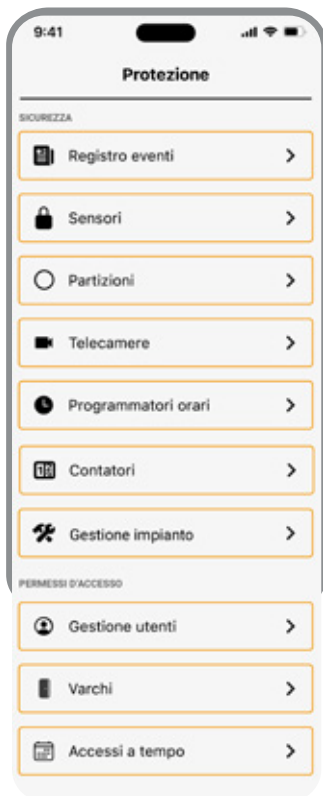 9:41
Protezione
SICUREZZA
Registro eventi
Sensori
Partizioni
Telecamere
Programmatori orari
Contatori
Gestione impianto
PERMESSI D'ACCESSO
Gestione utenti
Varchi
Accessi a tempo